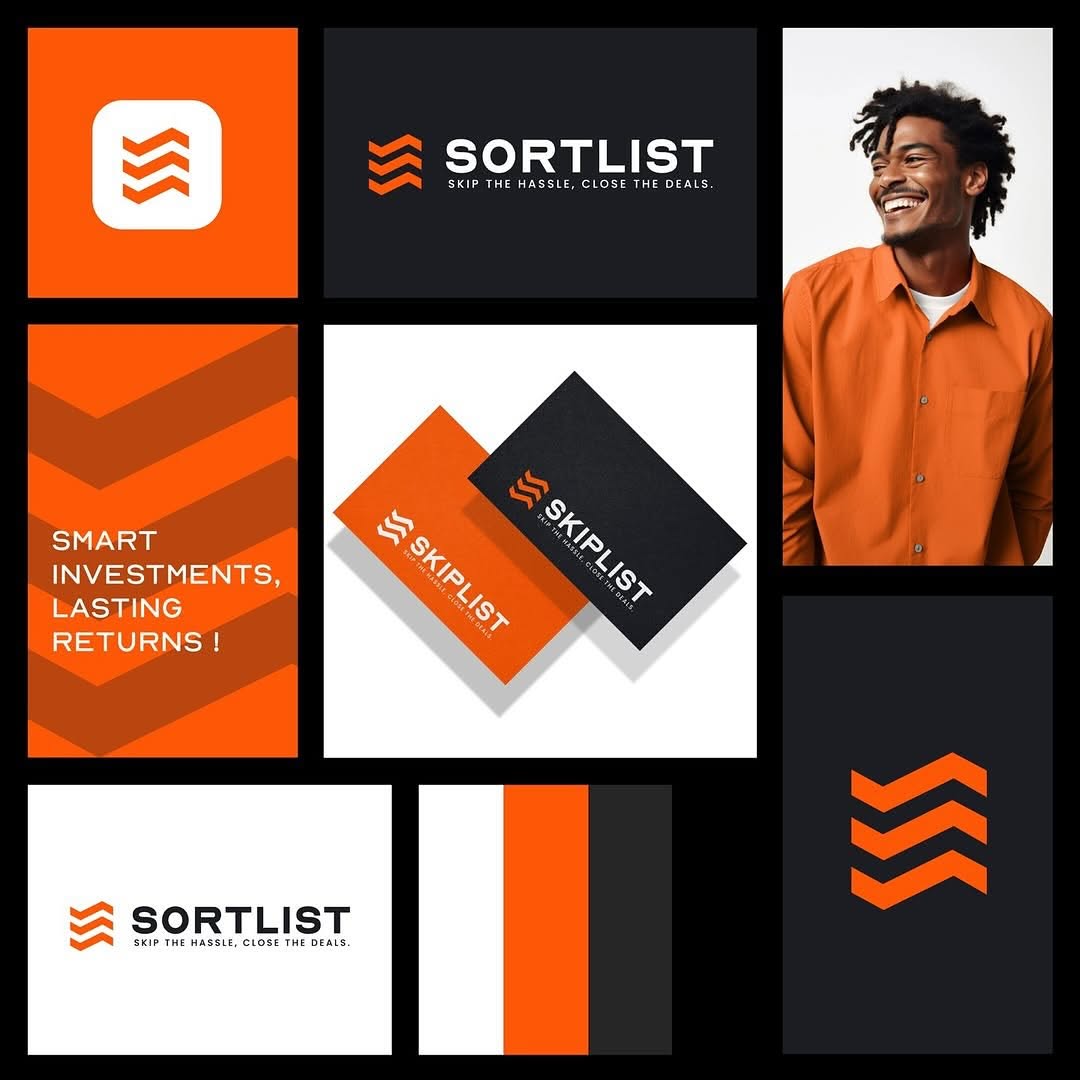 SORTLIST
SKIP THE HASSLE, CLOSE THE DEALS.
SMART
INVESTMENTS,
LASTING
RETURNS !
SKIPLIST
SKIP THE HASSLE, CLOSE THE DEALS.
SKIPLIST
SKIP THE HASSLE, CLOSE THE DEALS.
SORTLIST
SKIP THE HASSLE, CLOSE THE DEALS.